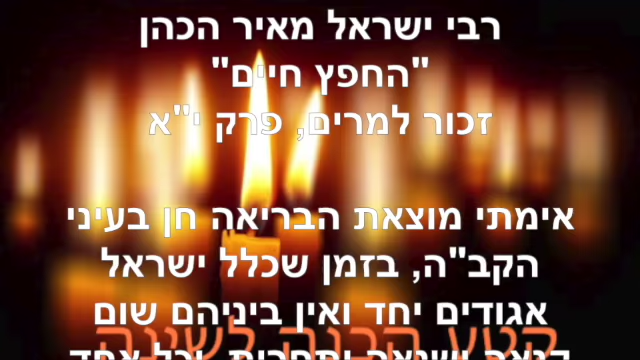 רבי ישראל מאיר הכהן
"החפץ חיים"
זכור למרים, פרק י"א
אימתי מוצאת הבריאה חן בעיני
הקב"ה, בזמן שכלל ישראל
אגודים יחד ואין ביניהם שום